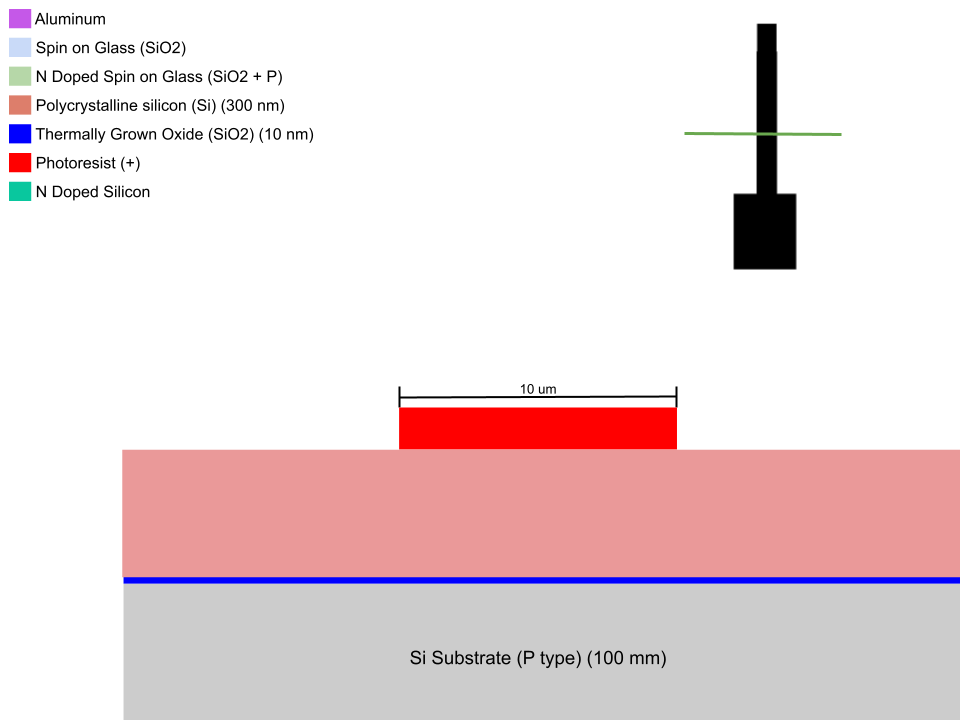 Aluminum
Spin on Glass (SiO2)
N Doped Spin on Glass (SiO2 + P)
Polycrystalline silicon (Si) (300 nm)
Thermally Grown Oxide (SiO2) (10 nm)
Photoresist (+)
N Doped Silicon
10 um
Si Substrate (P type) (100 mm)